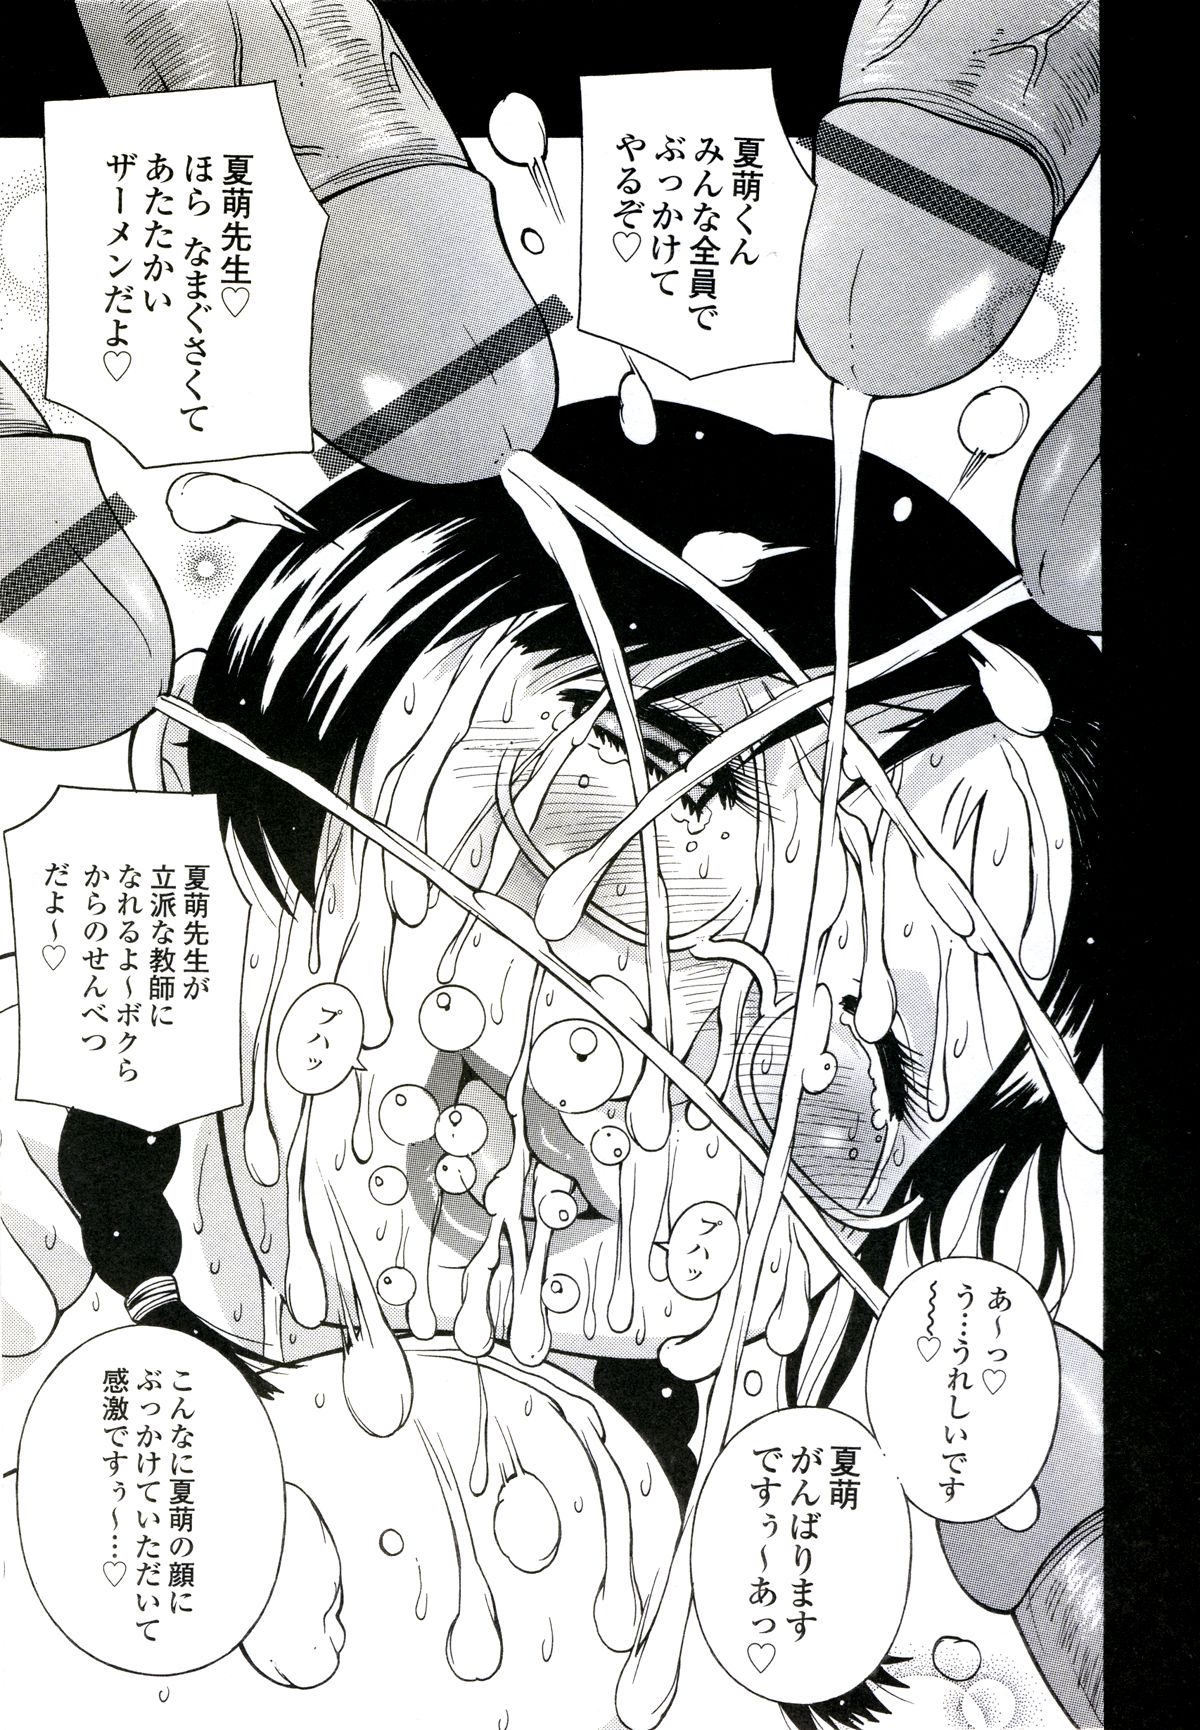 夏萌くん
みんな全員で
ぶっかけて
やるぞ♡
夏萌先生♡
ほら なまぐさくて
あたたかい
ザーメンだよ♡
夏萌先生が
立派な教師に
なれるよ～ボクら
からのせんべつ
だよ～♡
プハッ
プハッ
あ～っ♡
う…うれしいです
～～～♡
夏萌
がんばります
ですぅ～あっ♡
こんなに夏萌の顔に
ぶっかけていただいて
感激ですぅ～…♡